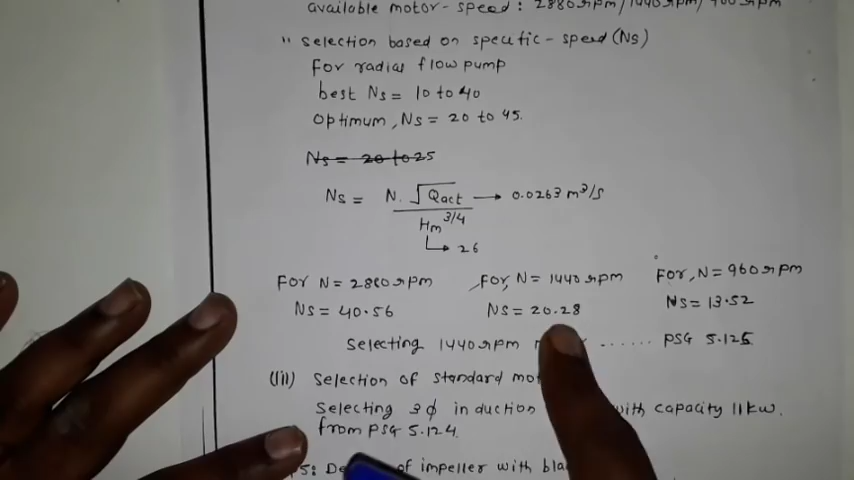 available motor-speed : 2880 rpm/1440 rpm/960 rpm
" selection based on specific-speed (Ns)
For radial flow pump
best Ns = 10 to 40
optimum, Ns = 20 to 45.
Ns = 20 to 25
Ns = N. √Qact / Hm^3/4 → 0.0263 m³/s
→ 26
For N = 2880 rpm For, N = 1440 rpm For, N = 960 rpm
Ns = 40.56 Ns = 20.28 Ns = 13.52
Selecting 1440 rpm ...... PSG 5.125
(iii) Selection of standard
Selecting 3ϕ induction with capacity 11 kw.
from PSG 5.124.
5: of impeller with